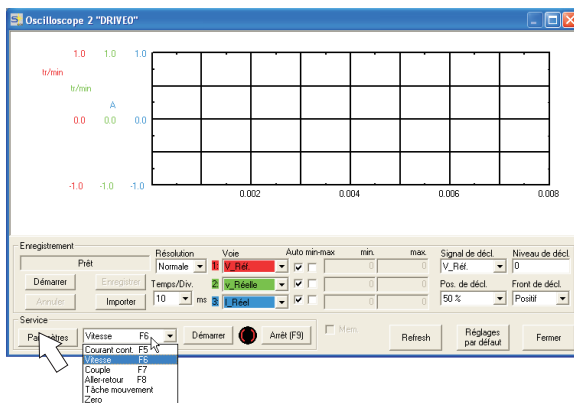 Oscilloscope 2 "DRIVE0"
1.0 1.0 1.0
tr/min
tr/min
A
0.0 0.0 0.0
-1.0 -1.0 -1.0
0.002 0.004 0.006 0.008
Enregistrement
Prêt
Démarrer Enregistrer
Annuler Importer
Résolution
Normale
Temps/Div.
10 ms
Voie Auto min-max min. max.
1: V_Réf. 0 0
2: v_Réelle 0 0
3: I_Réel 0 0
Signal de décl. Niveau de décl.
V_Réf. 0
Pos. de décl. Front de décl.
50 % Positif
Service
Vitesse F6 Démarrer Arrêt (F9) Mém. Refresh Réglages par défaut Fermer
Courant cont. F5
Vitesse F6
Couple F7
Aller-retour F8
Tâche mouvement
Zero